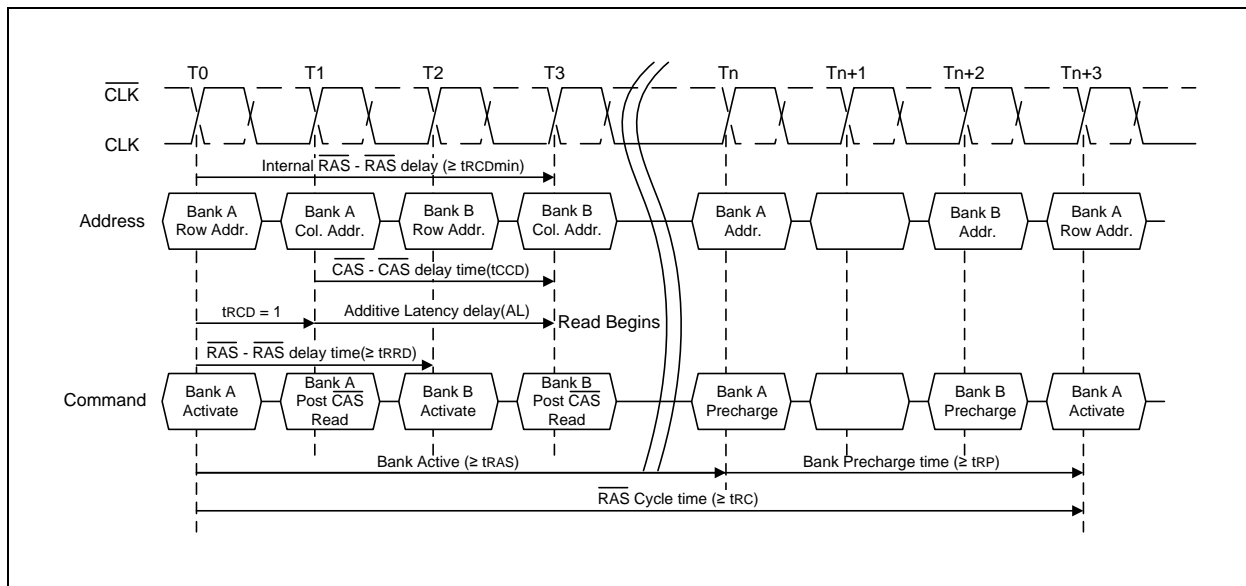 T0 T1 T2 T3 Tn Tn+1 Tn+2 Tn+3
CLK
CLK
Internal RAS - RAS delay (≥ tRCDmin)
Address
Bank A
Row Addr.
Bank A
Col. Addr.
Bank B
Row Addr.
Bank B
Col. Addr.
Bank A
Addr.
Bank B
Addr.
Bank A
Row Addr.
CAS - CAS delay time(tCCD)
tRCD = 1
Additive Latency delay(AL)
Read Begins
RAS - RAS delay time(≥ tRRD)
Command
Bank A
Activate
Bank A
Post CAS
Read
Bank B
Activate
Bank B
Post CAS
Read
Bank A
Precharge
Bank B
Precharge
Bank A
Activate
Bank Active (≥ tRAS)
Bank Precharge time (≥ tRP)
RAS Cycle time (≥ tRC)